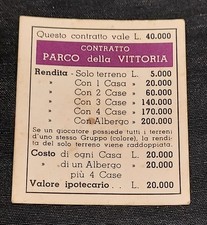 Questo contratto vale L. 40.000
CONTRATTO
PARCO della VITTORIA
Rendita - Solo terreno L. 5.000
» Con 1 Casa » 20.000
» Con 2 Case » 60.000
» Con 3 Case » 140.000
» Con 4 Case » 170.000
» Con Albergo » 200.000
Se un giocatore possiede tutti i terreni
d'uno stesso Gruppo (colore), la rendita
del solo terreno viene raddoppiata.
Costo di ogni Casa L. 20.000
» di un Albergo » 20.000
più 4 Case
Valore ipotecario . . L. 20.000